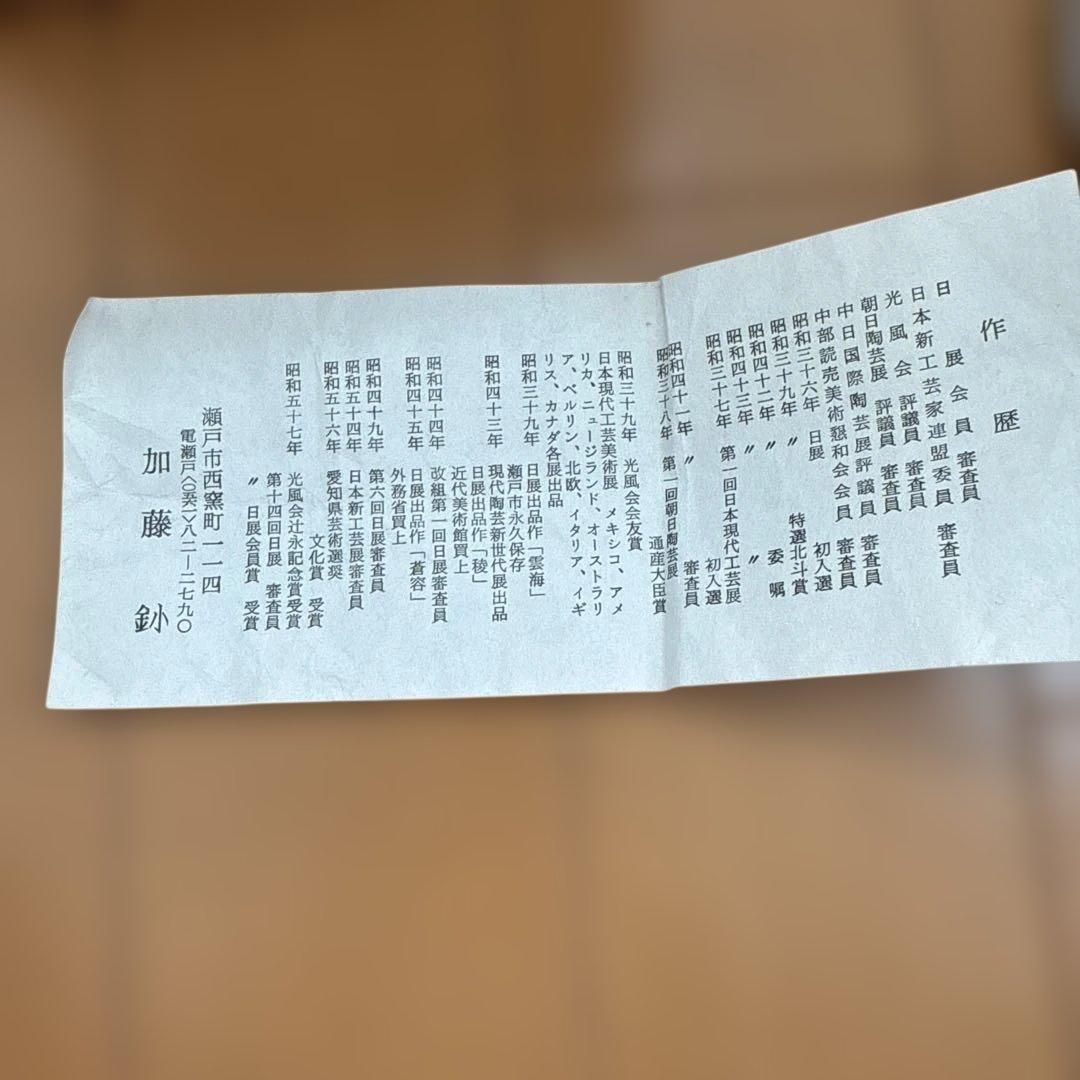 作歴
日展会員 審査員
日本新工芸家連盟委員 審査員
光風会 評議員 審査員
朝日陶芸展 評議員 審査員
中日国際陶芸展評議員 審査員
中部読売美術懇和会会員 審査員
昭和三十六年 日展 初入選
昭和三十九年 〃 特選北斗賞
昭和四十二年 〃 委嘱
昭和四十三年 〃 〃
昭和三十七年 第一回日本現代工芸展 初入選
昭和四十一年 〃 審査員
昭和三十八年 第一回朝日陶芸展 通産大臣賞
昭和三十九年 光風会会友賞
日本現代工芸美術展 メキシコ、アメ
リカ、ニュージランド、オーストラリ
ア、ベルリン、北欧、イタリア、イギ
リス、カナダ各展出品
昭和三十九年 日展出品作「雲海」
瀬戸市永久保存
昭和四十三年 現代陶芸新世代展出品
日展出品作「稜」
近代美術館買上
昭和四十四年 改組第一回日展審査員
昭和四十五年 日展出品作「蒼容」
外務省買上
昭和四十九年 第六回日展審査員
昭和五十四年 日本新工芸展審査員
昭和五十六年 愛知県芸術選奨
文化賞 受賞
昭和五十七年 光風会辻永記念賞受賞
第十四回日展 審査員
〃 日展会員賞 受賞
瀬戸市西窯町一一四
電瀬戸(〇五六一)八二―二七九〇
加藤釥